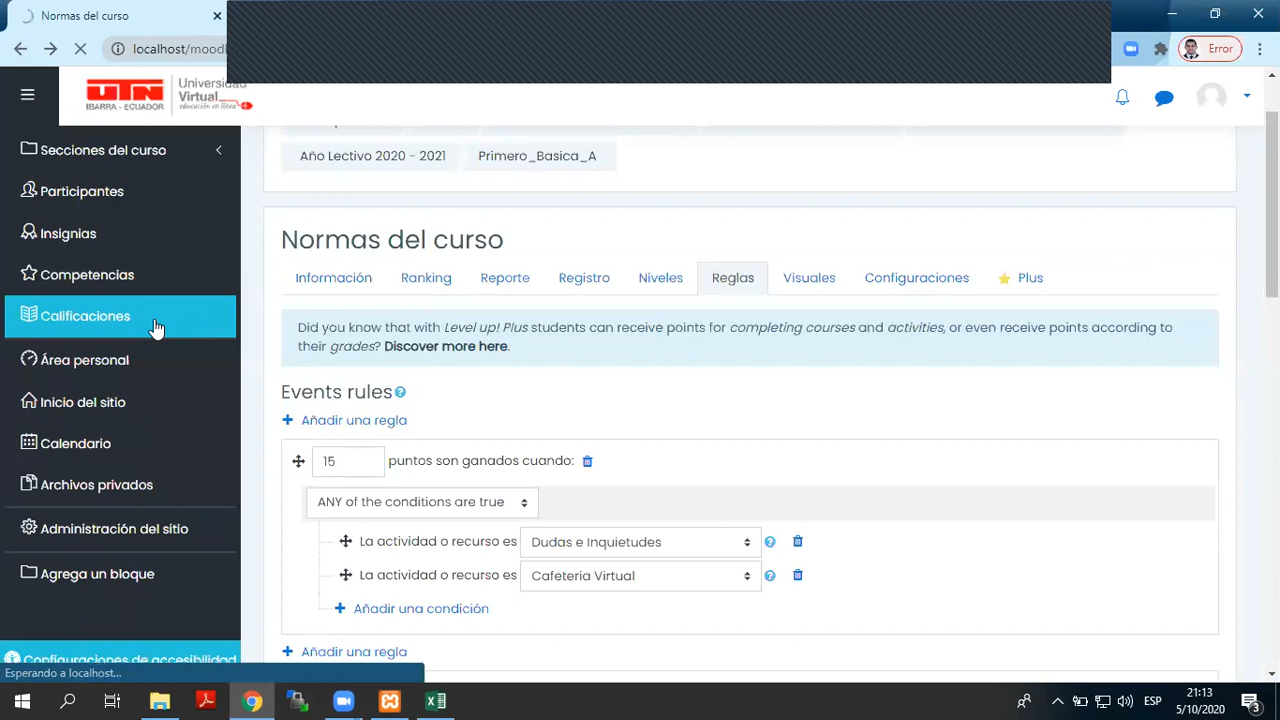 Normas del curso
localhost/moodl
Error
UTN
IBARRA - ECUADOR
Universidad
Virtual
educación en línea
Secciones del curso
Participantes
Insignias
Competencias
Calificaciones
Área personal
Inicio del sitio
Calendario
Archivos privados
Administración del sitio
Agrega un bloque
Configuraciones de accesibilidad
Esperando a localhost...
Año Lectivo 2020 - 2021
Primero_Basica_A
Normas del curso
Información Ranking Reporte Registro Niveles Reglas Visuales Configuraciones Plus
Did you know that with Level up! Plus students can receive points for completing courses and activities, or even receive points according to
their grades? Discover more here.
Events rules
Añadir una regla
15 puntos son ganados cuando:
ANY of the conditions are true
La actividad o recurso es Dudas e Inquietudes
La actividad o recurso es Cafeteria Virtual
Añadir una condición
Añadir una regla
ESP
21:13
5/10/2020
3